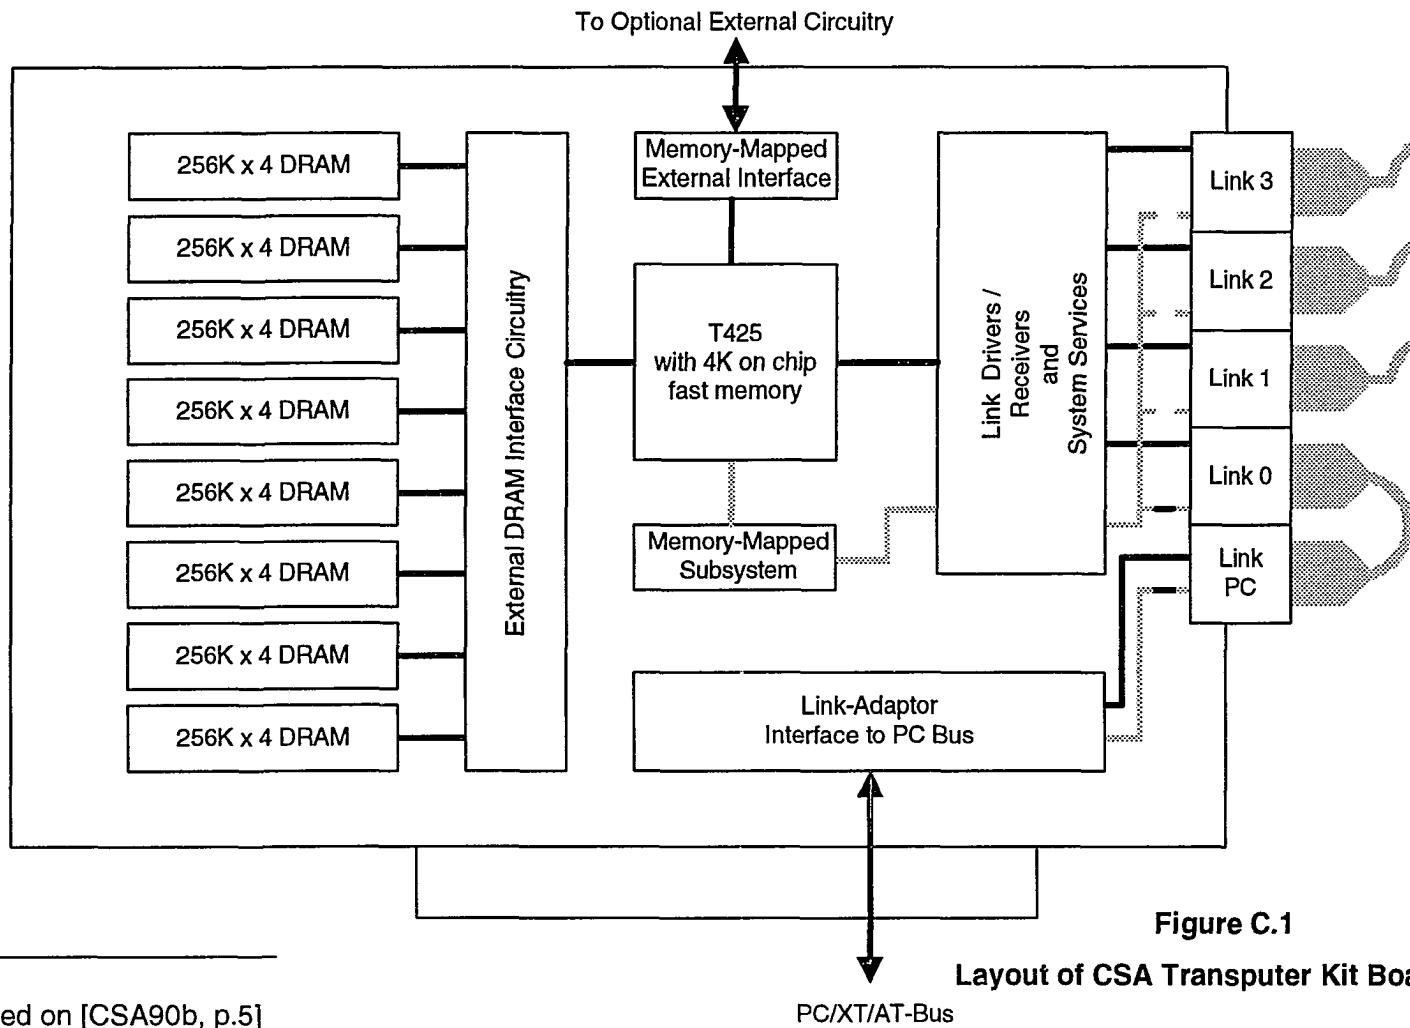 To Optional External Circuitry
256K x 4 DRAM
256K x 4 DRAM
256K x 4 DRAM
256K x 4 DRAM
256K x 4 DRAM
256K x 4 DRAM
256K x 4 DRAM
256K x 4 DRAM
External DRAM Interface Circuitry
Memory-Mapped
External Interface
T425
with 4K on chip
fast memory
Memory-Mapped
Subsystem
Link Drivers /
Receivers
and
System Services
Link 3
Link 2
Link 1
Link 0
Link
PC
Link-Adaptor
Interface to PC Bus
Figure C.1
Layout of CSA Transputer Kit Boa
PC/XT/AT-Bus
ed on [CSA90b, p.5]